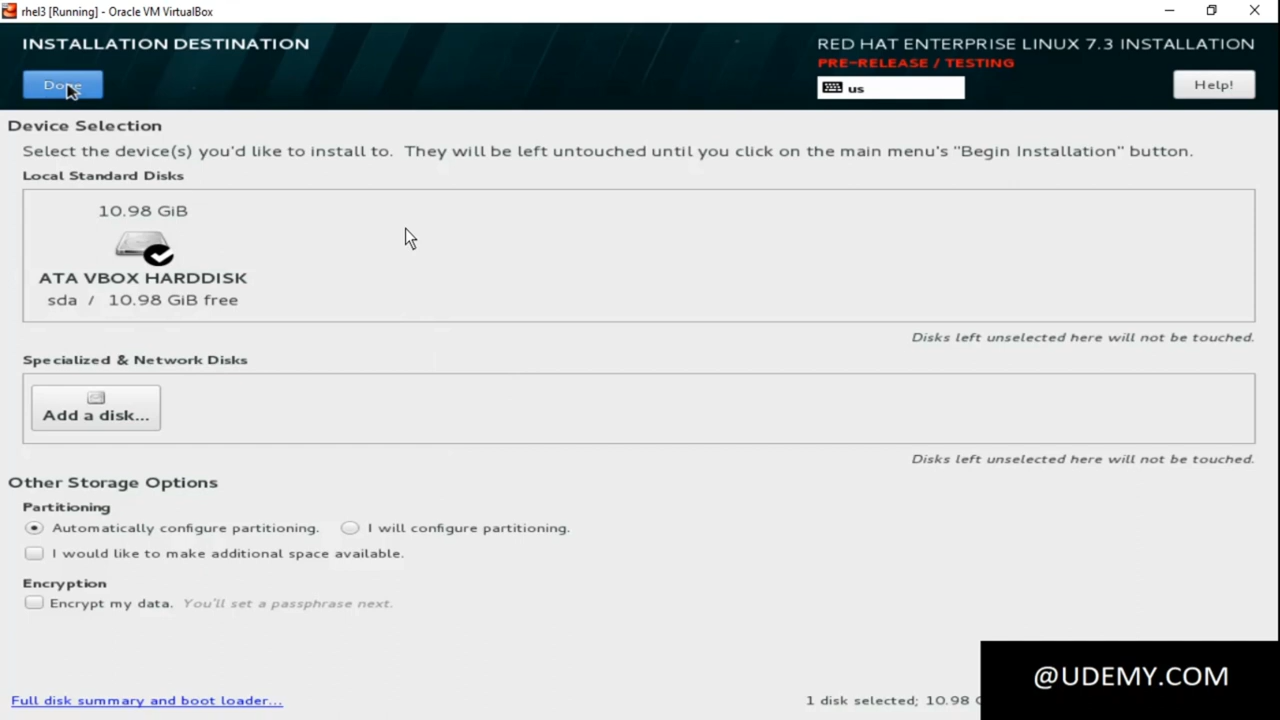 rhel3 [Running] - Oracle VM VirtualBox
INSTALLATION DESTINATION
RED HAT ENTERPRISE LINUX 7.3 INSTALLATION
PRE-RELEASE / TESTING
Done
us
Help!
Device Selection
Select the device(s) you'd like to install to. They will be left untouched until you click on the main menu's "Begin Installation" button.
Local Standard Disks
10.98 GiB
ATA VBOX HARDDISK
sda / 10.98 GiB free
Disks left unselected here will not be touched.
Specialized & Network Disks
Add a disk...
Disks left unselected here will not be touched.
Other Storage Options
Partitioning
Automatically configure partitioning. I will configure partitioning.
I would like to make additional space available.
Encryption
Encrypt my data. You'll set a passphrase next.
@UDEMY.COM
Full disk summary and boot loader... 1 disk selected; 10.98